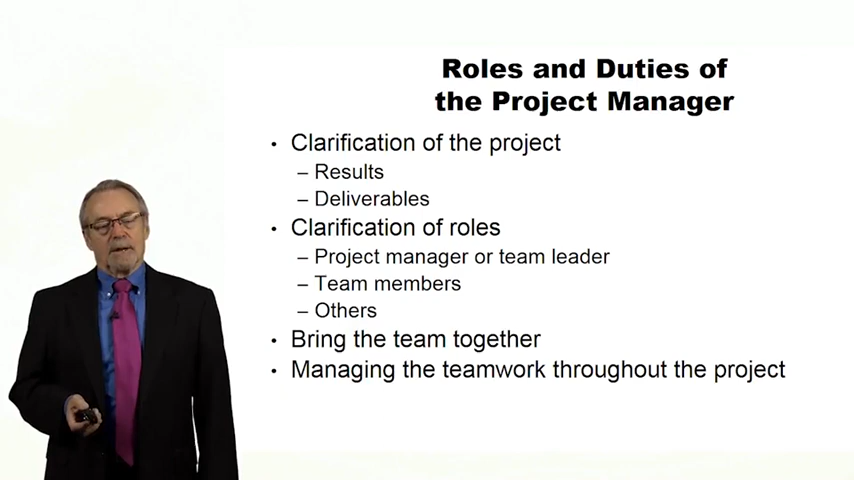 Roles and Duties of
the Project Manager
• Clarification of the project
– Results
– Deliverables
• Clarification of roles
– Project manager or team leader
– Team members
– Others
• Bring the team together
• Managing the teamwork throughout the project